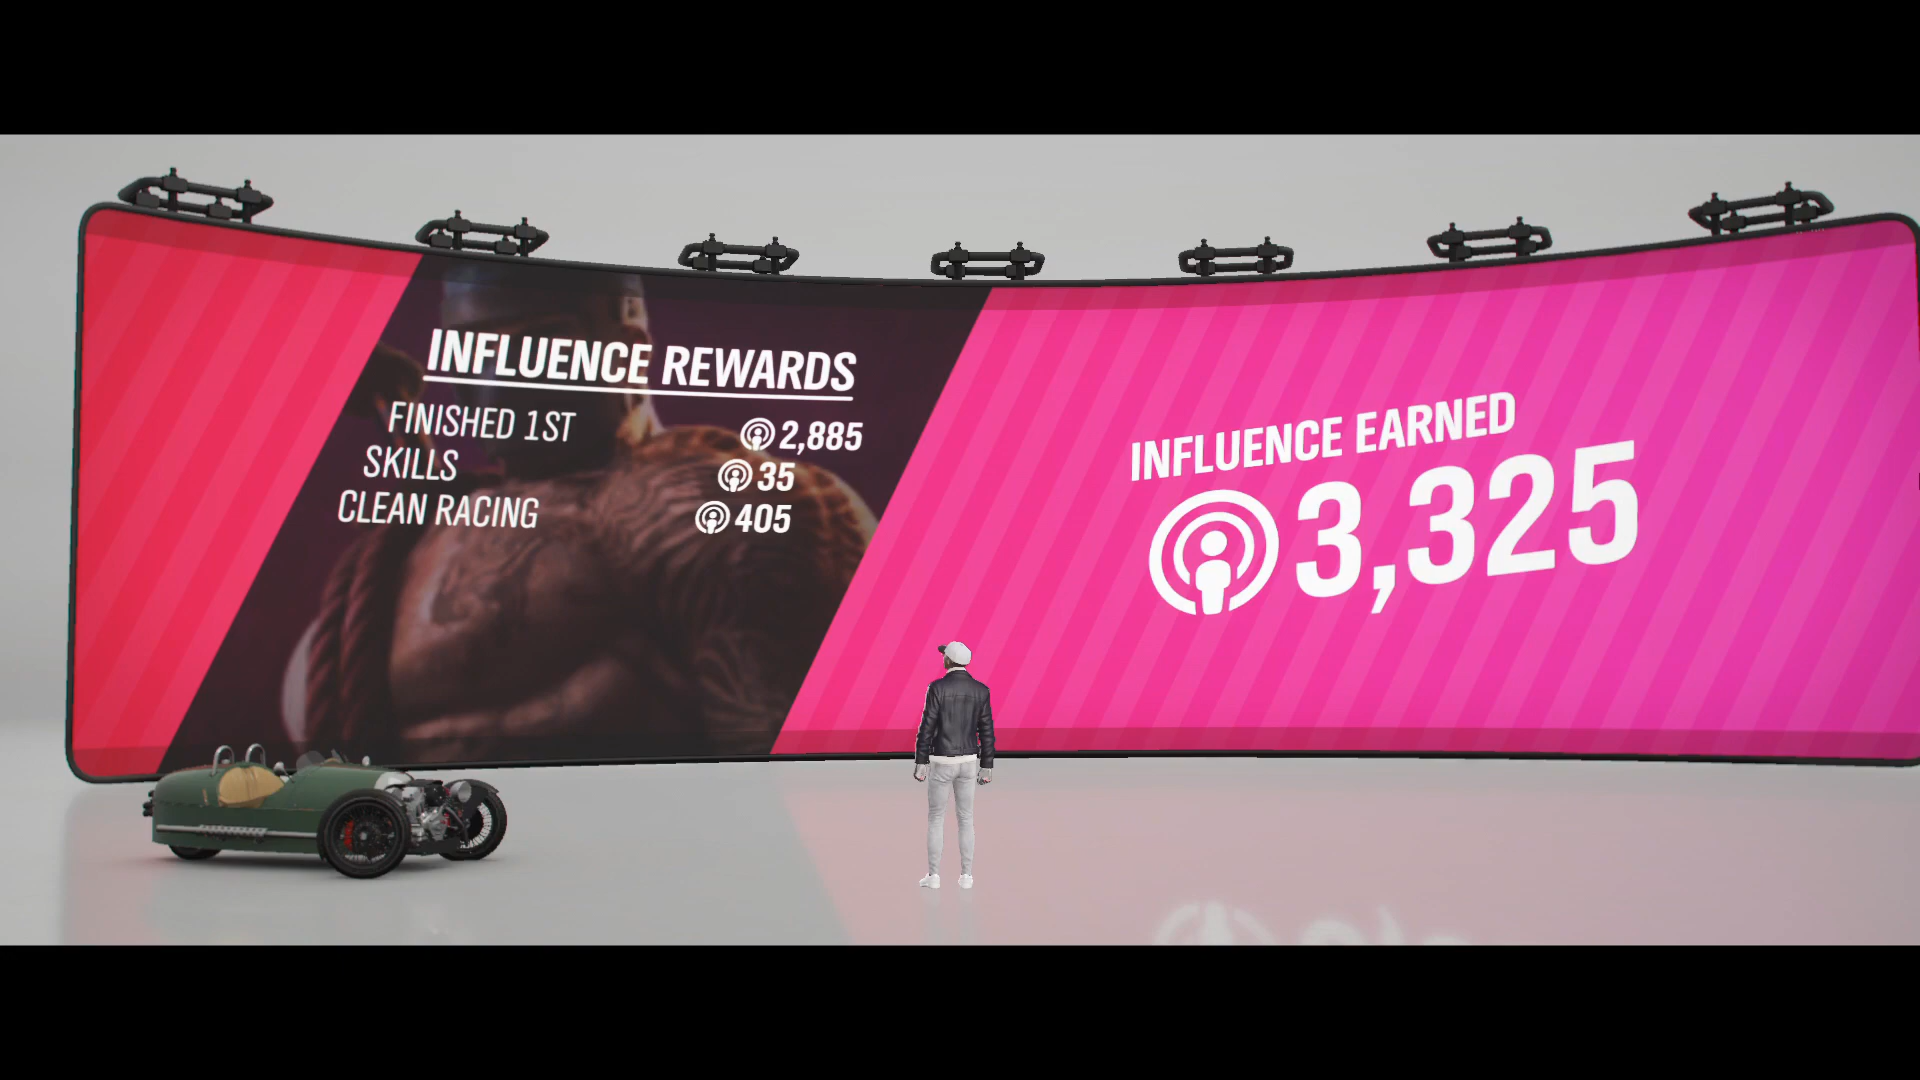 INFLUENCE REWARDS
FINISHED 1ST 2,885
SKILLS 35
CLEAN RACING 405
INFLUENCE EARNED
3,325